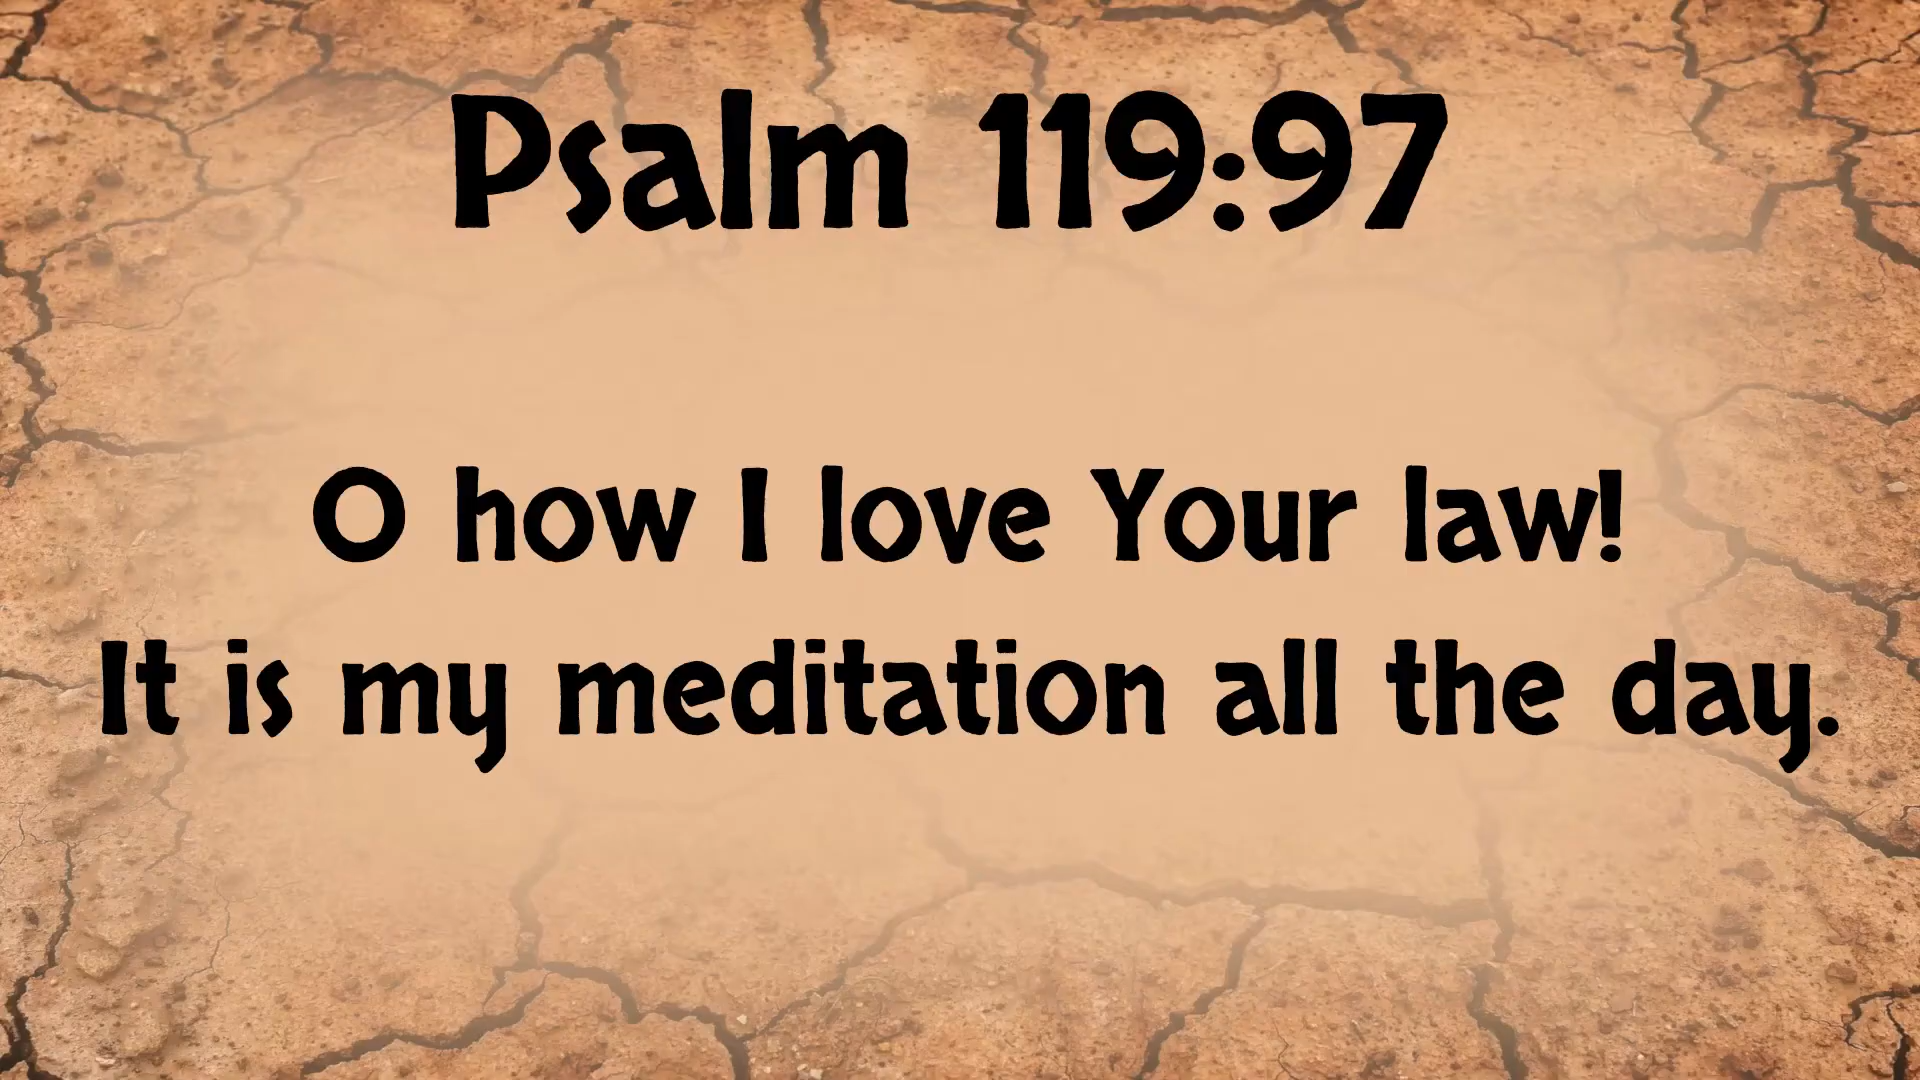 Psalm 119:97
O how I love Your law!
It is my meditation all the day.